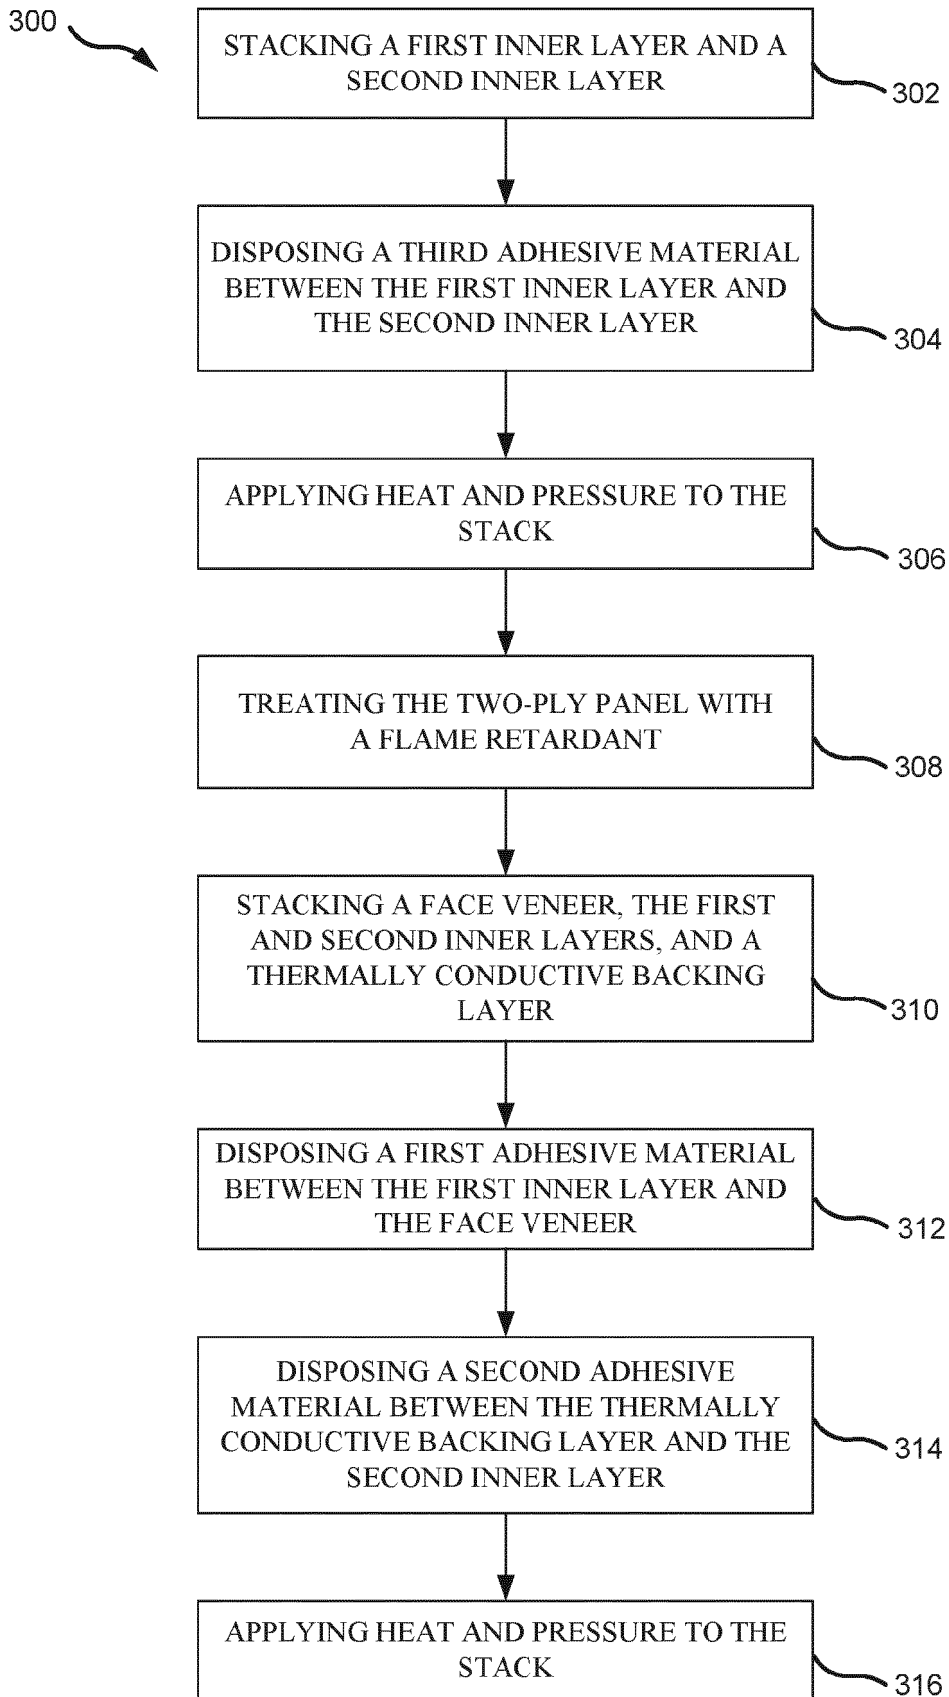 300
STACKING A FIRST INNER LAYER AND A
SECOND INNER LAYER
302
DISPOSING A THIRD ADHESIVE MATERIAL
BETWEEN THE FIRST INNER LAYER AND
THE SECOND INNER LAYER
304
APPLYING HEAT AND PRESSURE TO THE
STACK
306
TREATING THE TWO-PLY PANEL WITH
A FLAME RETARDANT
308
STACKING A FACE VENEER, THE FIRST
AND SECOND INNER LAYERS, AND A
THERMALLY CONDUCTIVE BACKING
LAYER
310
DISPOSING A FIRST ADHESIVE MATERIAL
BETWEEN THE FIRST INNER LAYER AND
THE FACE VENEER
312
DISPOSING A SECOND ADHESIVE
MATERIAL BETWEEN THE THERMALLY
CONDUCTIVE BACKING LAYER AND THE
SECOND INNER LAYER
314
APPLYING HEAT AND PRESSURE TO THE
STACK
316